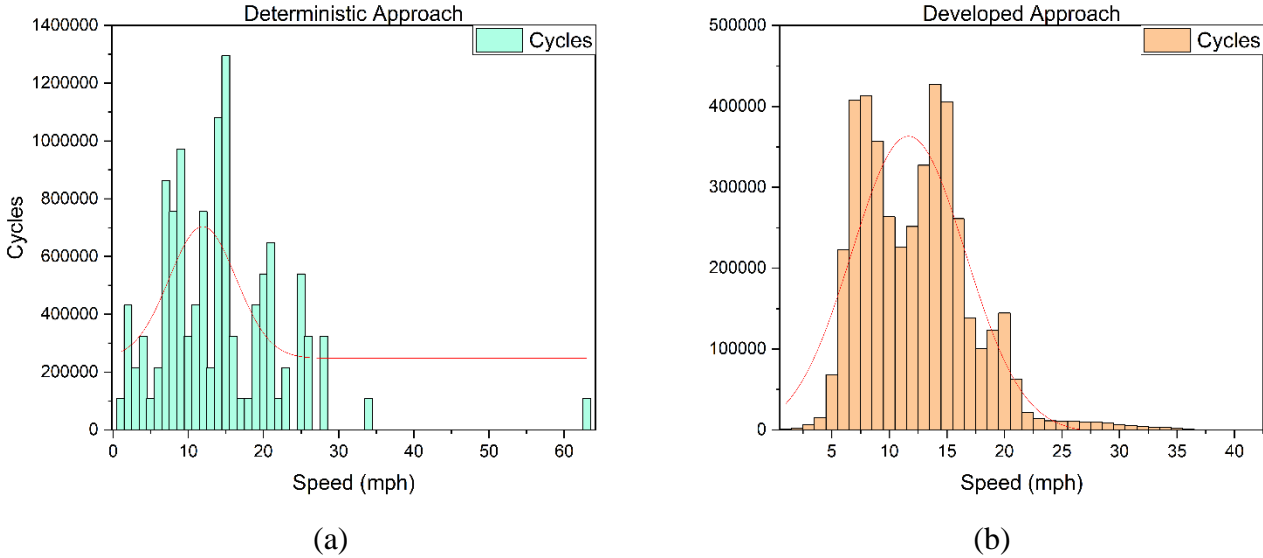 Deterministic Approach
Cycles
1400000
1200000
1000000
800000
600000
400000
200000
0
Cycles
0 10 20 30 40 50 60
Speed (mph)
(a)
Developed Approach
Cycles
500000
400000
300000
200000
100000
0
5 10 15 20 25 30 35 40
Speed (mph)
(b)